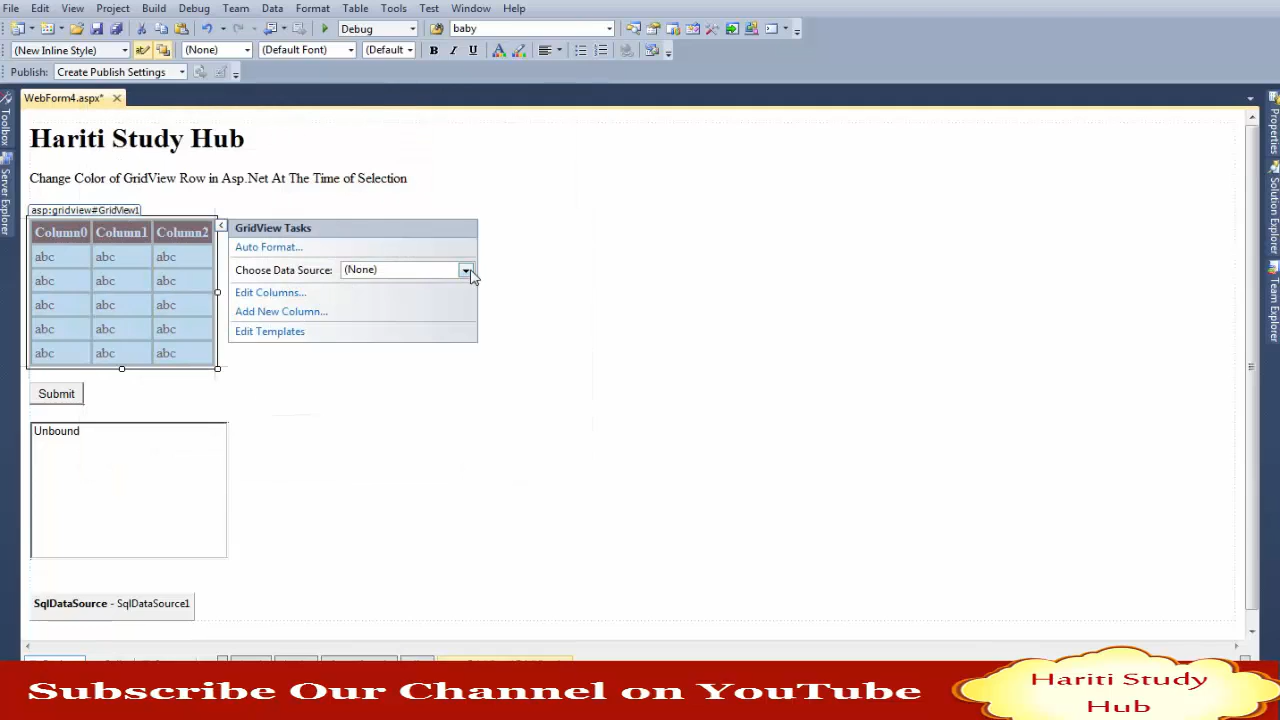 File Edit View Project Build Debug Team Data Format Table Tools Test Window Help
Debug baby
(New Inline Style) (None) (Default Font) (Default B I U A
Publish: Create Publish Settings
WebForm4.aspx*
Toolbox
Server Explorer
Properties
Solution Explorer
Team Explorer
Hariti Study Hub
Change Color of GridView Row in Asp.Net At The Time of Selection
asp:gridview#GridView1
Column0 Column1 Column2
abc abc abc
abc abc abc
abc abc abc
abc abc abc
abc abc abc
GridView Tasks
Auto Format...
Choose Data Source: (None)
Edit Columns...
Add New Column...
Edit Templates
Submit
Unbound
SqlDataSource - SqlDataSource1
Subscribe Our Channel on YouTube
Hariti Study
Hub